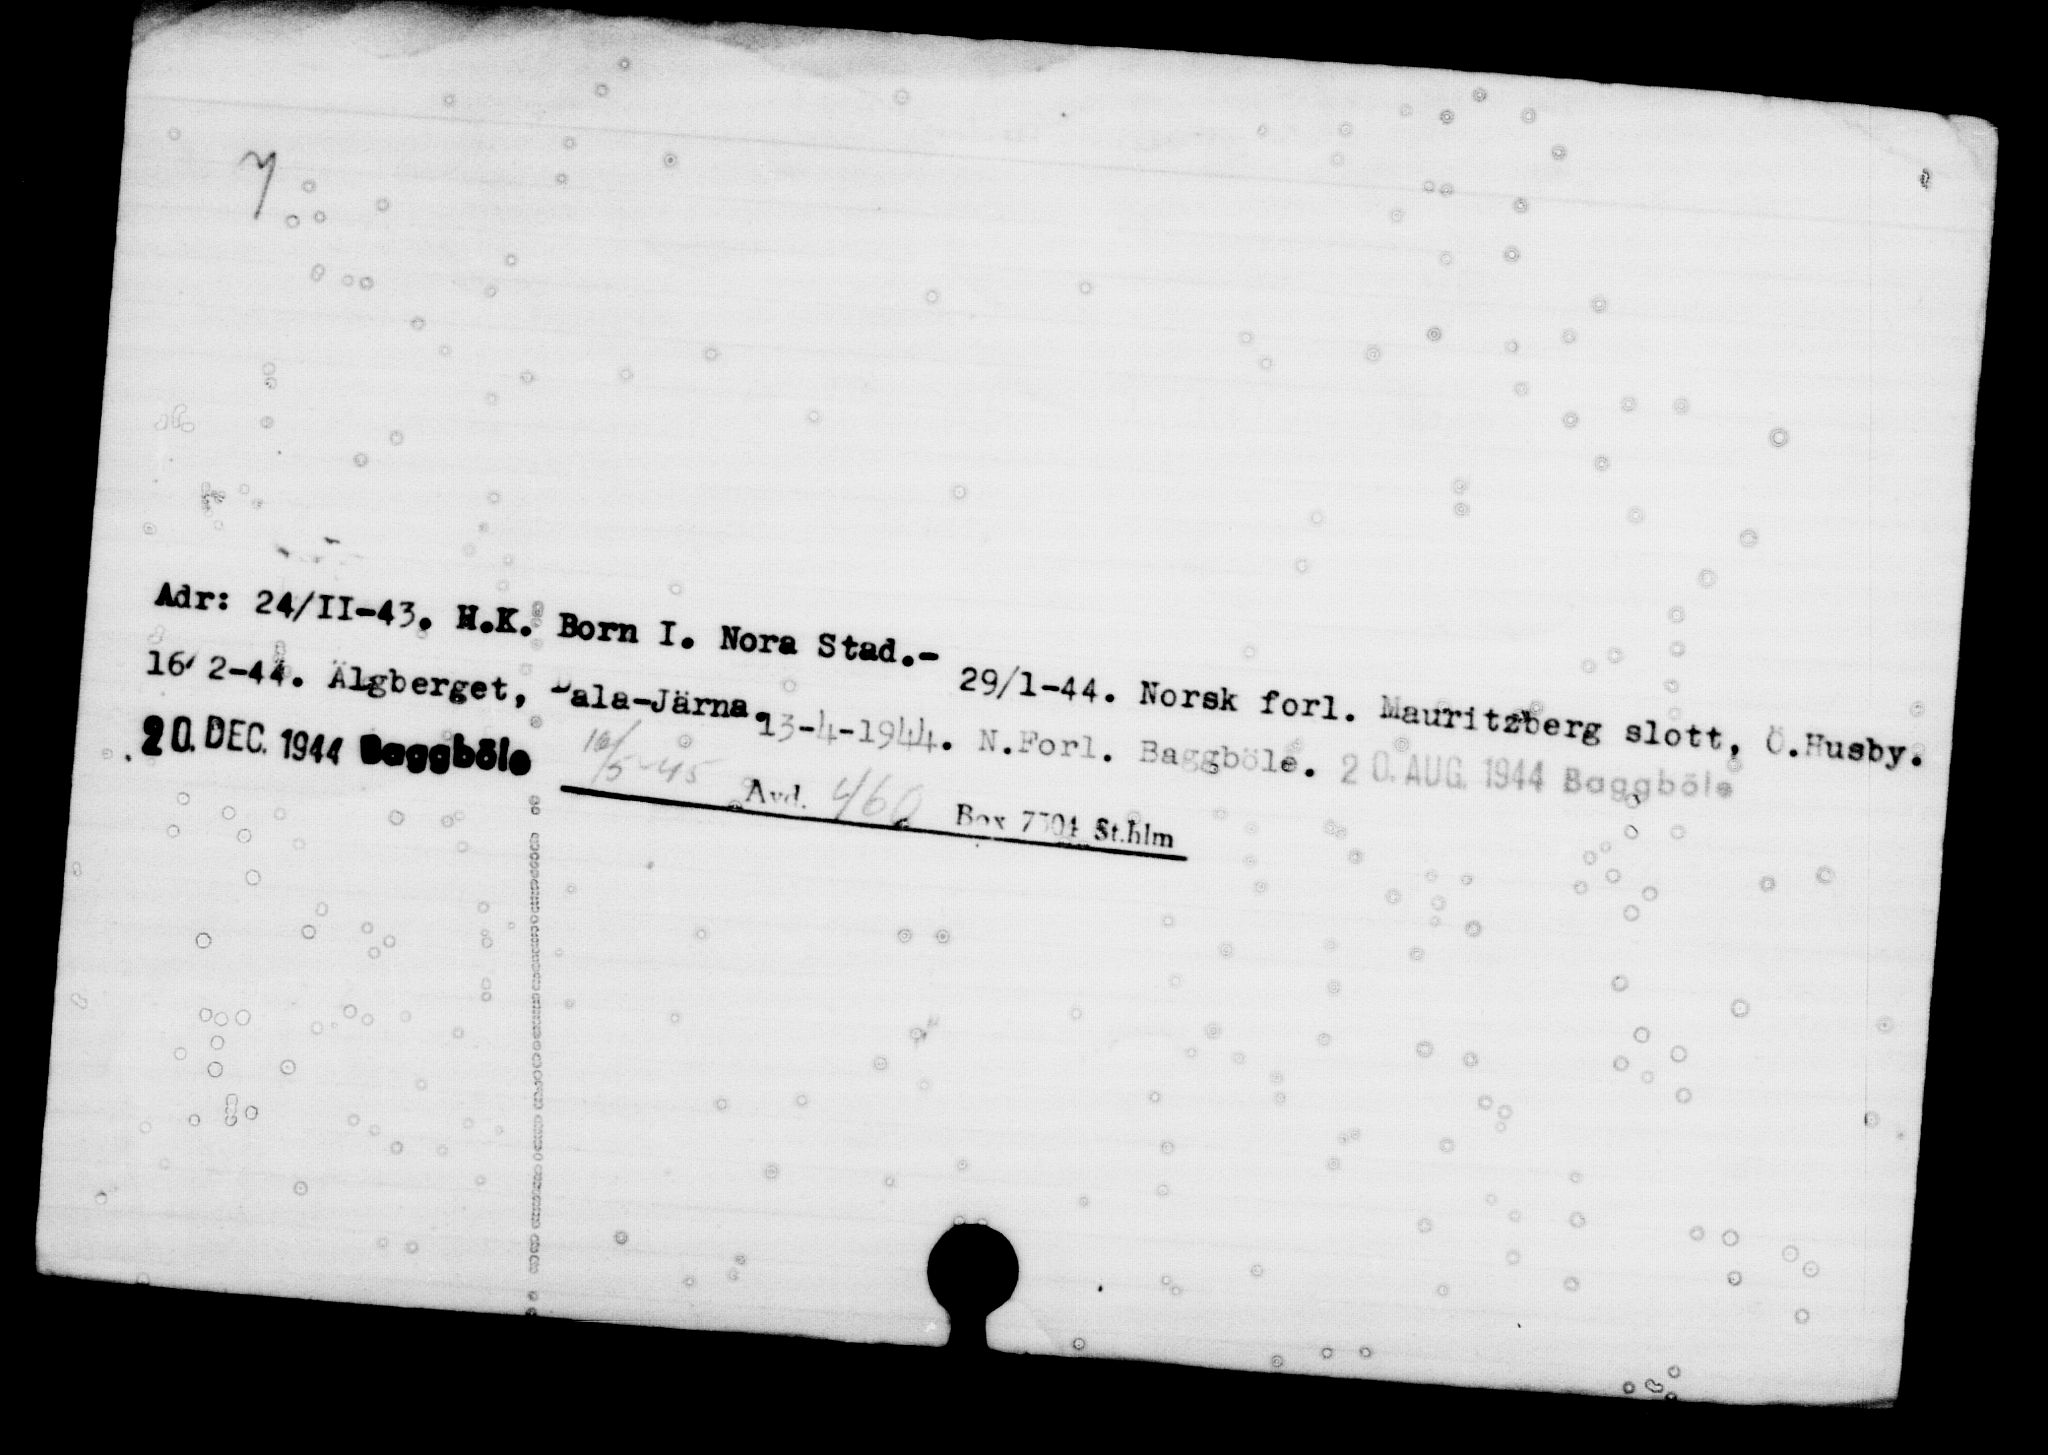 7
Adr: 24/II-43. H.K. Born I. Nora Stad.- 29/1-44. Norsk forl. Mauritzberg slott, Ö.Husby.
16/2-44. Älgberget, Dala-Järna. 13-4-1944. N.Forl. Baggböle. 20. AUG. 1944 Baggböle
20. DEC. 1944 Baggböle 16/5-45 Avd. 460 Box 7304 St.hlm